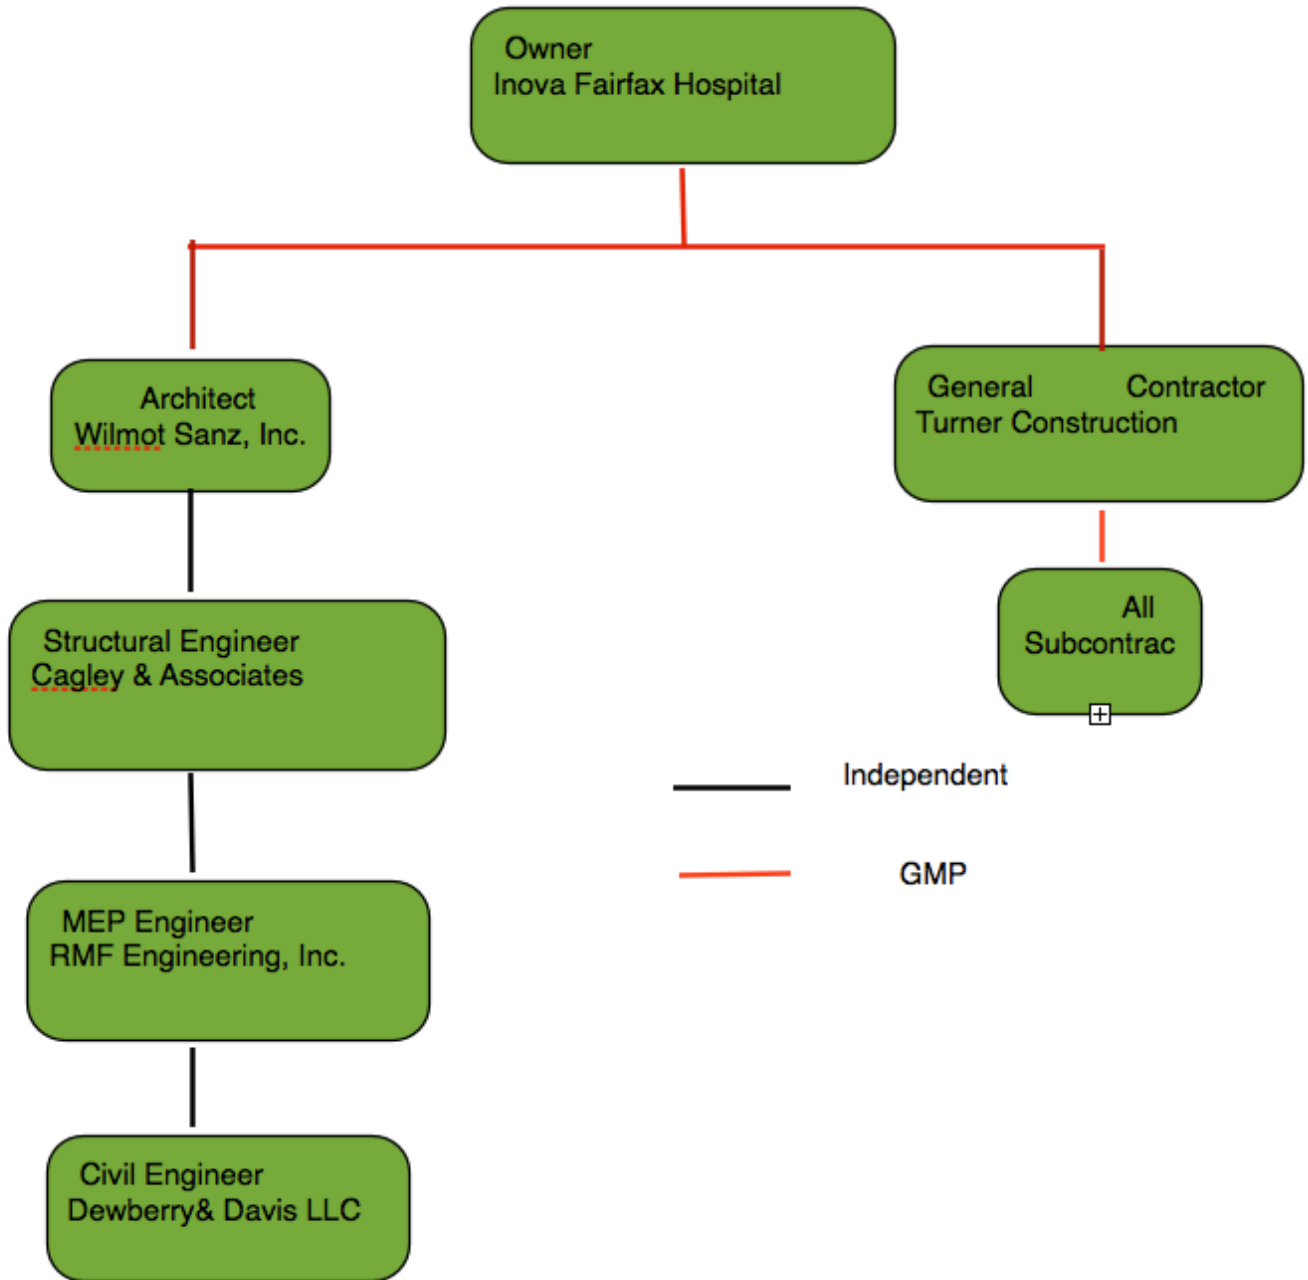 Owner
Inova Fairfax Hospital
Architect
Wilmot Sanz, Inc.
General Contractor
Turner Construction
All
Subcontrac
Structural Engineer
Cagley & Associates
Independent
GMP
MEP Engineer
RMF Engineering, Inc.
Civil Engineer
Dewberry& Davis LLC